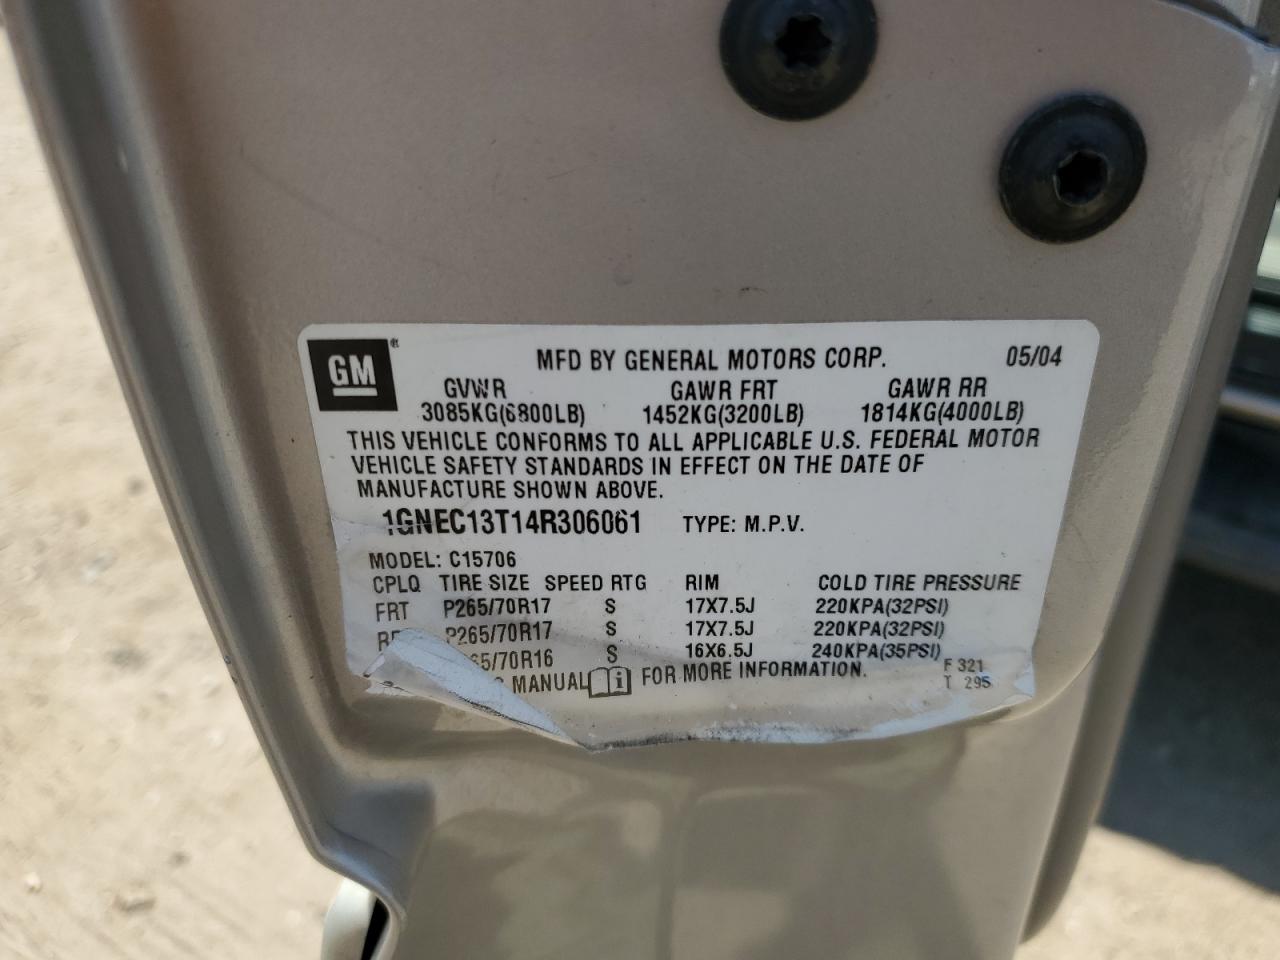 GM® MFD BY GENERAL MOTORS CORP. 05/04
GVWR GAWR FRT GAWR RR
3085KG(6800LB) 1452KG(3200LB) 1814KG(4000LB)
THIS VEHICLE CONFORMS TO ALL APPLICABLE U.S. FEDERAL MOTOR
VEHICLE SAFETY STANDARDS IN EFFECT ON THE DATE OF
MANUFACTURE SHOWN ABOVE.
1GNEC13T14R306061 TYPE: M.P.V.
MODEL: C15706
CPLQ TIRE SIZE SPEED RTG RIM COLD TIRE PRESSURE
FRT P265/70R17 S 17X7.5J 220KPA(32PSI)
P265/70R17 S 17X7.5J 220KPA(32PSI)
65/70R16 S 16X6.5J 240KPA(35PSI)
MANUAL i FOR MORE INFORMATION. F 321
T 295